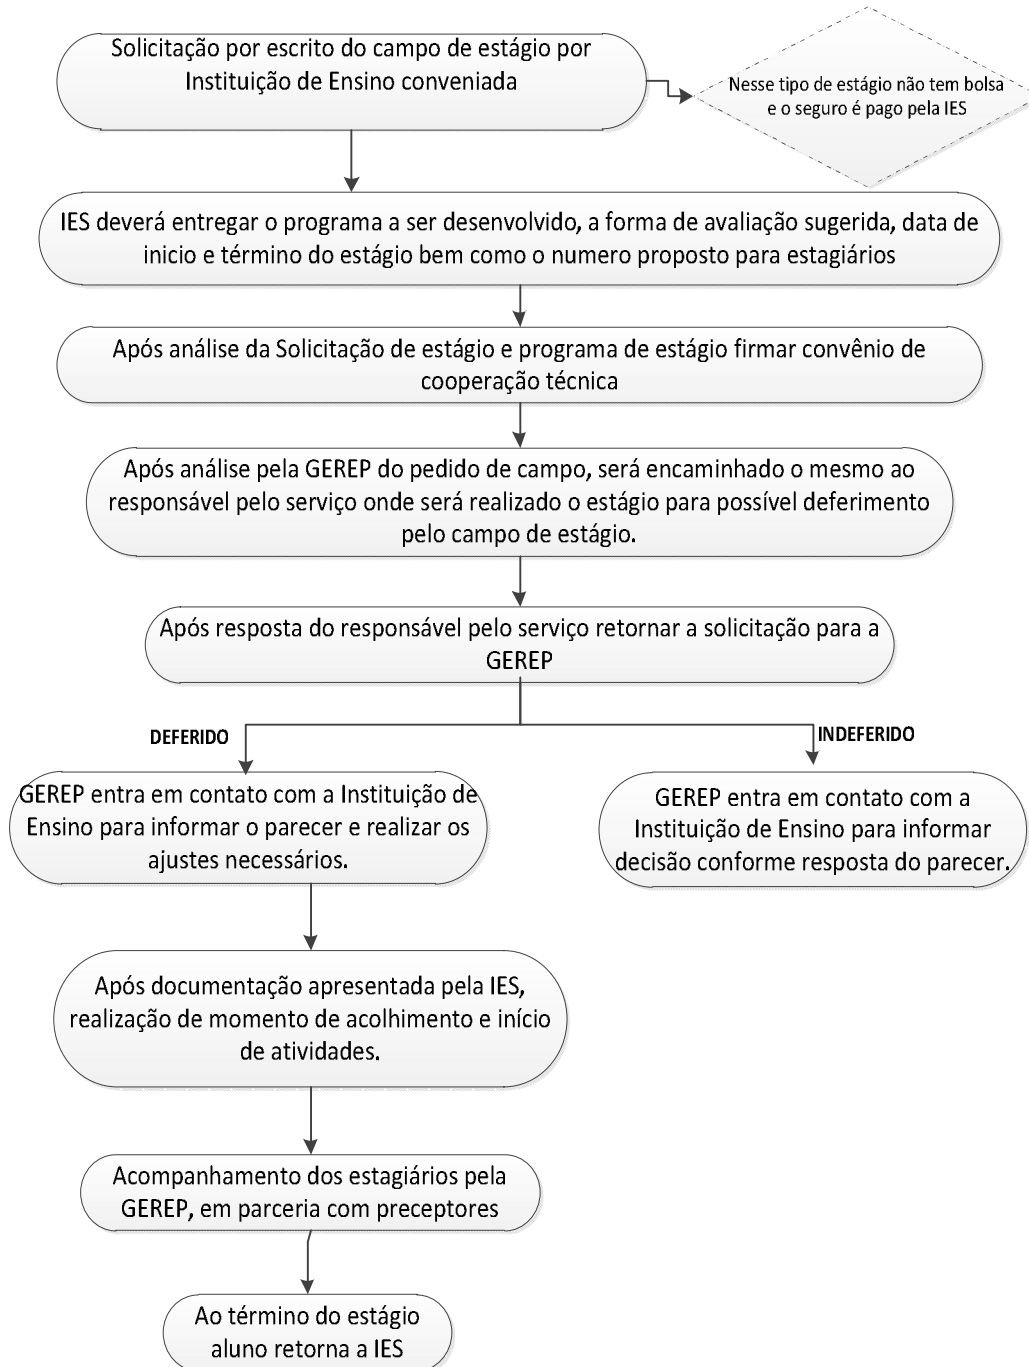 Solicitação por escrito do campo de estágio por
Instituição de Ensino conveniada
Nesse tipo de estágio não tem bolsa
e o seguro é pago pela IES
IES deverá entregar o programa a ser desenvolvido, a forma de avaliação sugerida, data de
inicio e término do estágio bem como o numero proposto para estagiários
Após análise da Solicitação de estágio e programa de estágio firmar convênio de
cooperação técnica
Após análise pela GEREP do pedido de campo, será encaminhado o mesmo ao
responsável pelo serviço onde será realizado o estágio para possível deferimento
pelo campo de estágio.
Após resposta do responsável pelo serviço retornar a solicitação para a
GEREP
DEFERIDO
INDEFERIDO
GEREP entra em contato com a Instituição de
Ensino para informar o parecer e realizar os
ajustes necessários.
GEREP entra em contato com a
Instituição de Ensino para informar
decisão conforme resposta do parecer.
Após documentação apresentada pela IES,
realização de momento de acolhimento e início
de atividades.
Acompanhamento dos estagiários pela
GEREP, em parceria com preceptores
Ao término do estágio
aluno retorna a IES